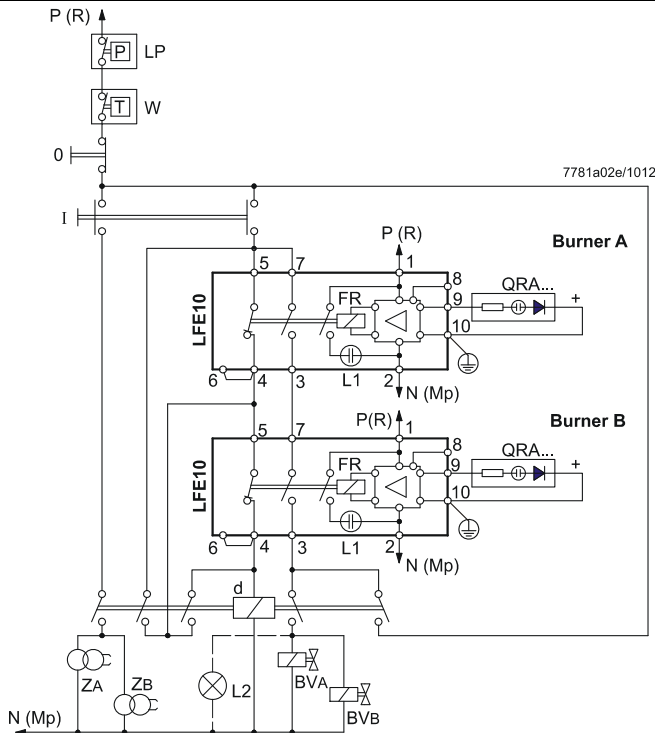 P (R)
P LP
T W
0
7781a02e/1012
I
P (R)
Burner A
5 7 1 8
QRA...
FR 9 +
LFE10
10
6 4 3 L1 2
N (Mp)
P(R)
Burner B
5 7 1 8
QRA...
FR 9 +
LFE10
10
6 4 3 L1 2
N (Mp)
d
ZA ZB L2 BVA
BVB
N (Mp)